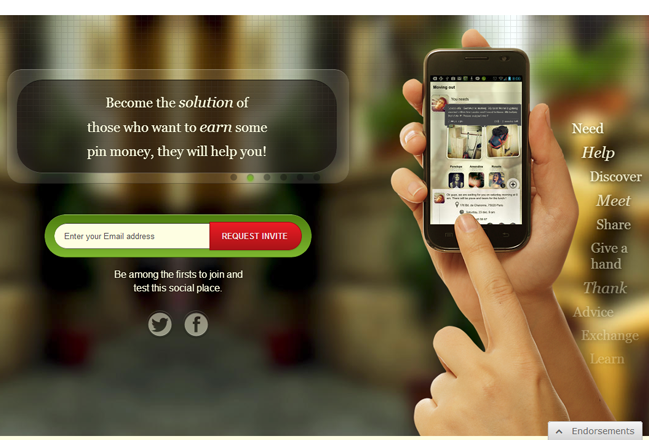 Become the solution of
those who want to earn some
pin money, they will help you!
Enter your Email address
REQUEST INVITE
Be among the firsts to join and
test this social place.
Moving out
Need
Help
Discover
Meet
Share
Give a
hand
Thank
Advice
Exchange
Learn
Endorsements